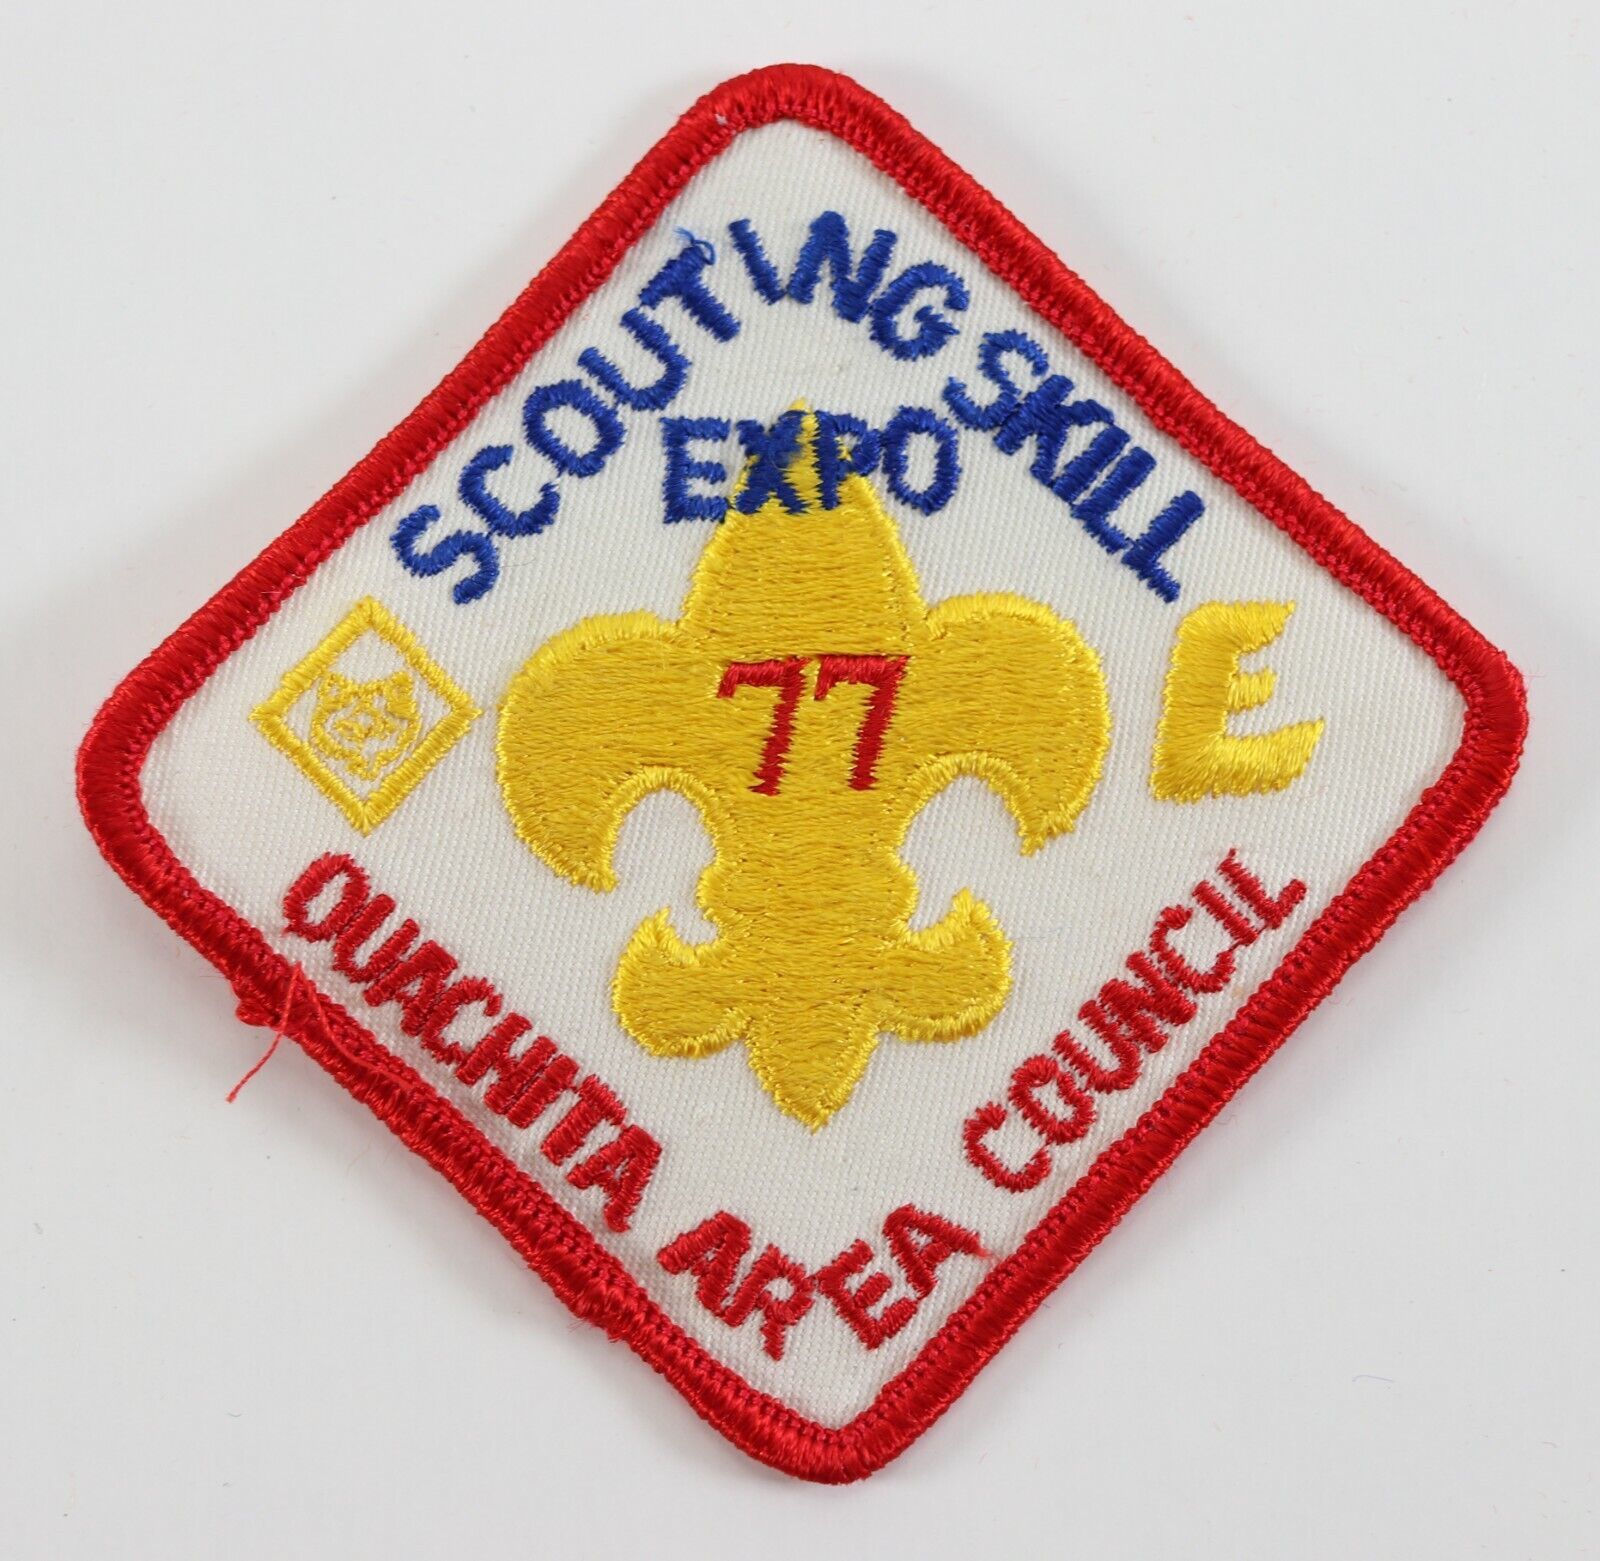 SCOUTING SKILL
EXPO
77
E
OUACHITA AREA COUNCIL